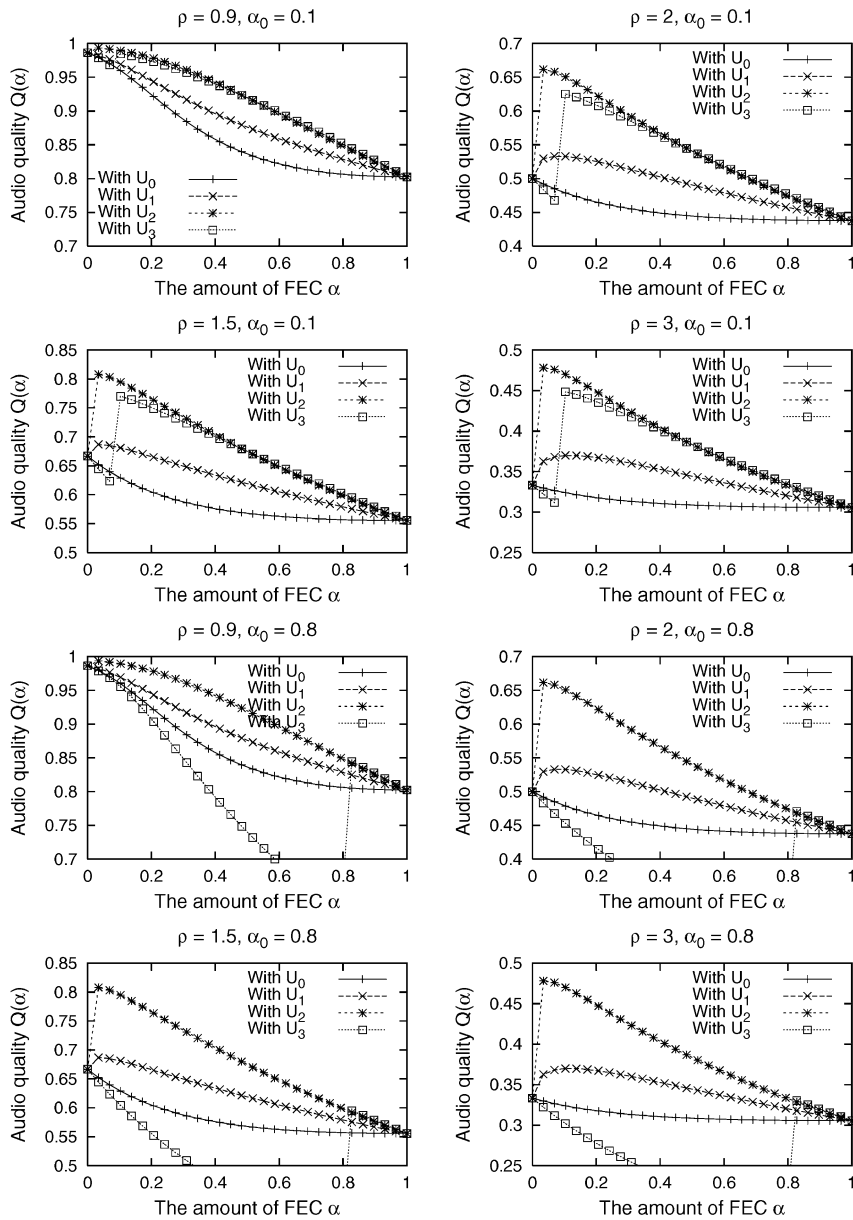 ρ = 0.9, α0 = 0.1
Audio quality Q(α)
1
0.95
0.9
0.85
0.8
0.75
0.7
With U0
With U1
With U2
With U3
0 0.2 0.4 0.6 0.8 1
The amount of FEC α
ρ = 2, α0 = 0.1
Audio quality Q(α)
0.7
0.65
0.6
0.55
0.5
0.45
0.4
With U0
With U1
With U2
With U3
0 0.2 0.4 0.6 0.8 1
The amount of FEC α
ρ = 1.5, α0 = 0.1
Audio quality Q(α)
0.85
0.8
0.75
0.7
0.65
0.6
0.55
0.5
With U0
With U1
With U2
With U3
0 0.2 0.4 0.6 0.8 1
The amount of FEC α
ρ = 3, α0 = 0.1
Audio quality Q(α)
0.5
0.45
0.4
0.35
0.3
0.25
With U0
With U1
With U2
With U3
0 0.2 0.4 0.6 0.8 1
The amount of FEC α
ρ = 0.9, α0 = 0.8
Audio quality Q(α)
1
0.95
0.9
0.85
0.8
0.75
0.7
With U0
With U1
With U2
With U3
0 0.2 0.4 0.6 0.8 1
The amount of FEC α
ρ = 2, α0 = 0.8
Audio quality Q(α)
0.7
0.65
0.6
0.55
0.5
0.45
0.4
With U0
With U1
With U2
With U3
0 0.2 0.4 0.6 0.8 1
The amount of FEC α
ρ = 1.5, α0 = 0.8
Audio quality Q(α)
0.85
0.8
0.75
0.7
0.65
0.6
0.55
0.5
With U0
With U1
With U2
With U3
0 0.2 0.4 0.6 0.8 1
The amount of FEC α
ρ = 3, α0 = 0.8
Audio quality Q(α)
0.5
0.45
0.4
0.35
0.3
0.25
With U0
With U1
With U2
With U3
0 0.2 0.4 0.6 0.8 1
The amount of FEC α